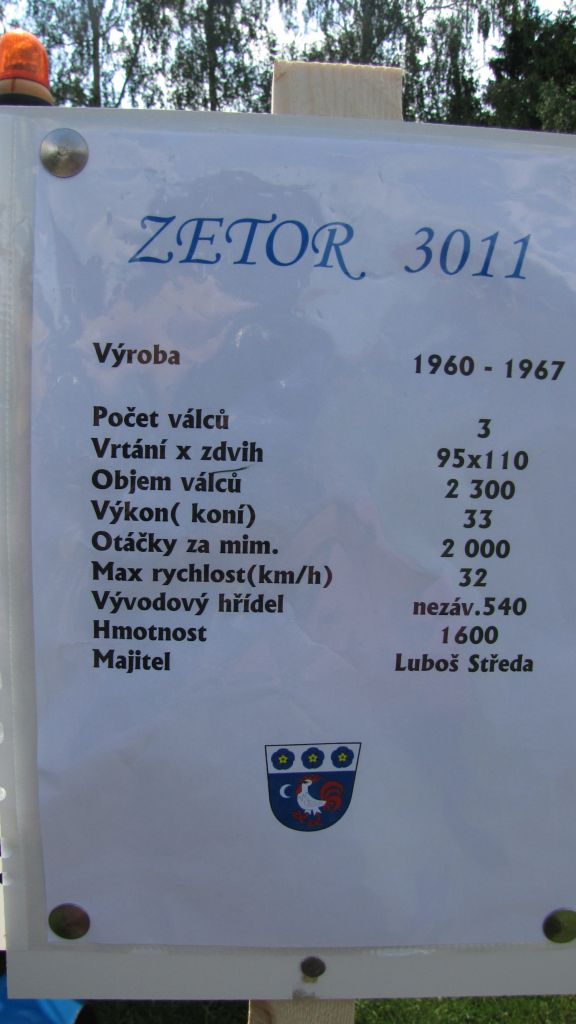 ZETOR 3011
Výroba 1960 - 1967
Počet válců 3
Vrtání x zdvih 95x110
Objem válců 2 300
Výkon( koní) 33
Otáčky za mim. 2 000
Max rychlost(km/h) 32
Vývodový hřídel nezáv.540
Hmotnost 1600
Majitel Luboš Středa